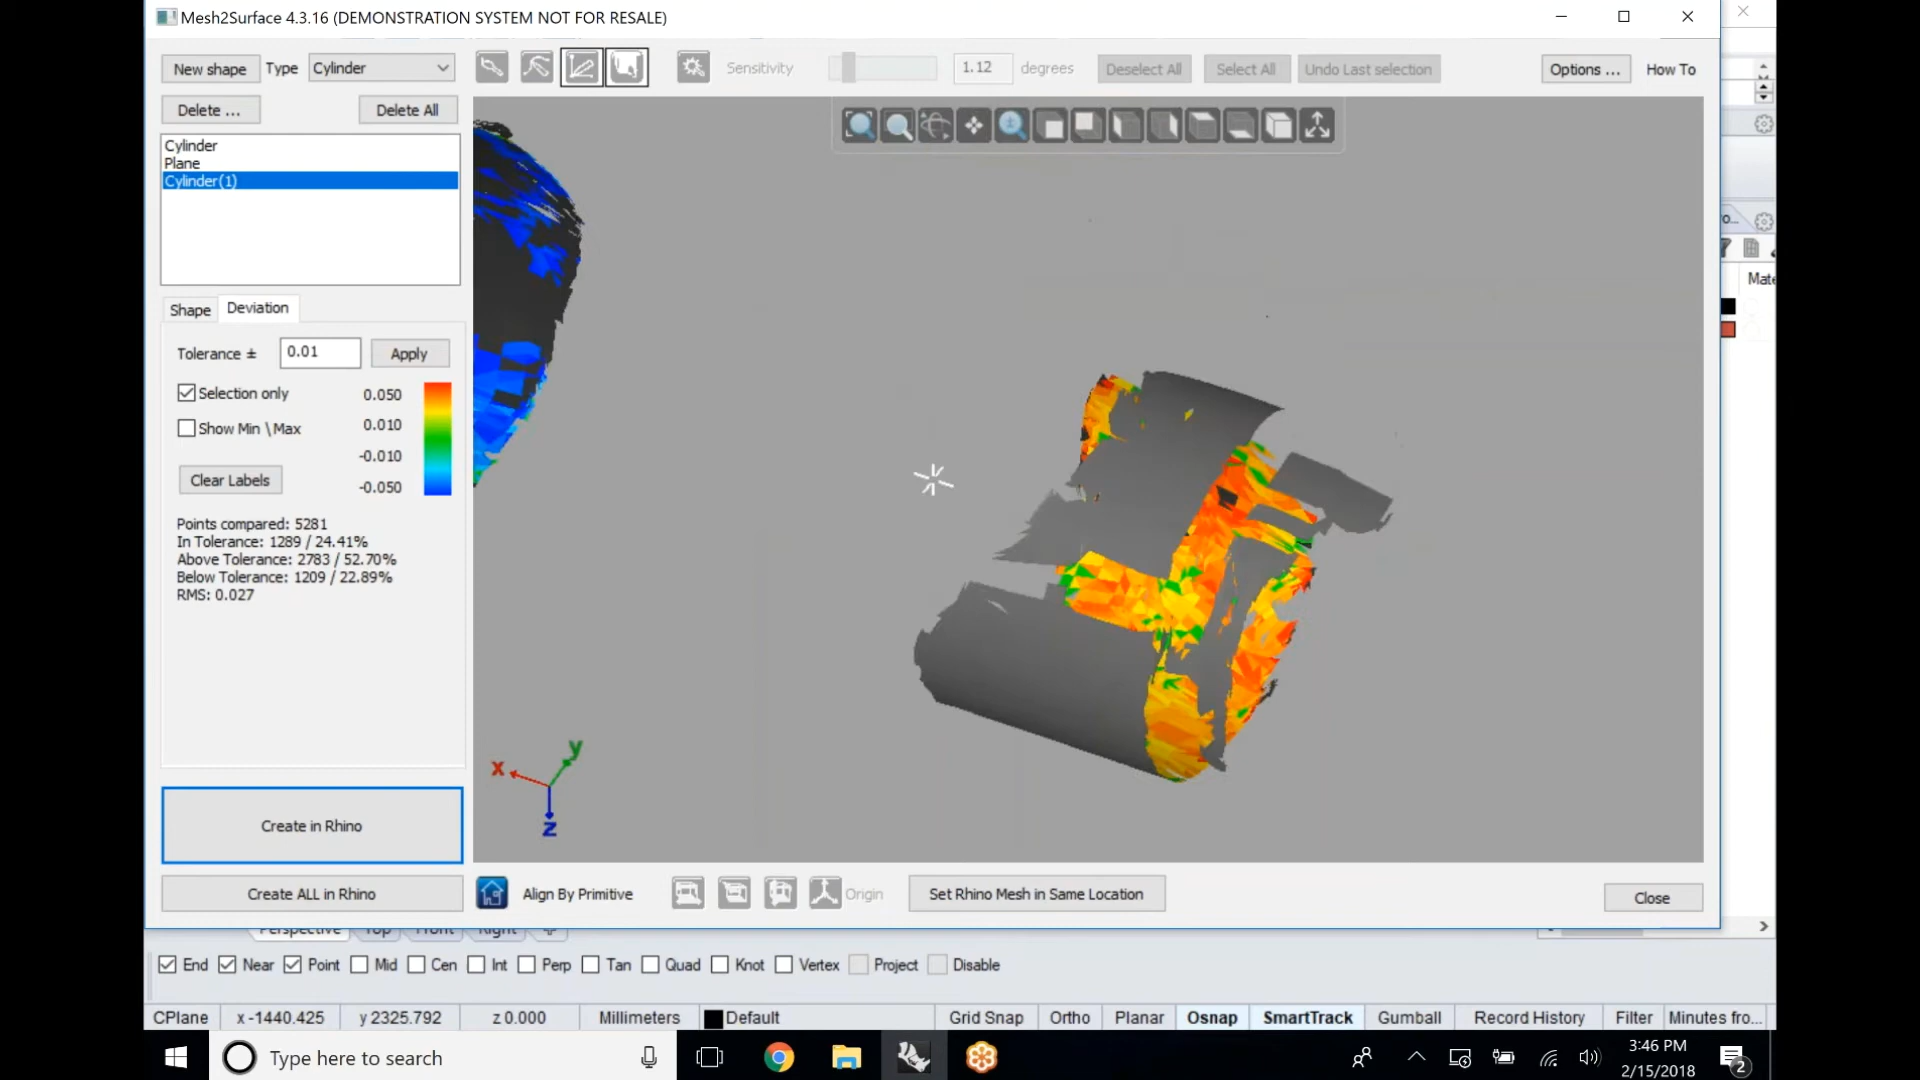 Mesh2Surface 4.3.16 (DEMONSTRATION SYSTEM NOT FOR RESALE)
New shape Type Cylinder Sensitivity 1.12 degrees Deselect All Select All Undo Last selection Options ... How To
Delete ... Delete All
Cylinder
Plane
Cylinder(1)
Shape Deviation
Tolerance ± 0.01 Apply
Selection only 0.050
0.010
Show Min \ Max
-0.010
Clear Labels -0.050
Points compared: 5281
In Tolerance: 1289 / 24.41%
Above Tolerance: 2783 / 52.70%
Below Tolerance: 1209 / 22.89%
RMS: 0.027
x y
z
Create in Rhino
Create ALL in Rhino Align By Primitive Origin Set Rhino Mesh in Same Location Close
Perspective Top Front Right
End Near Point Mid Cen Int Perp Tan Quad Knot Vertex Project Disable
CPlane x -1440.425 y 2325.792 z 0.000 Millimeters Default Grid Snap Ortho Planar Osnap SmartTrack Gumball Record History Filter Minutes fro...
Type here to search 3:46 PM
2/15/2018 2